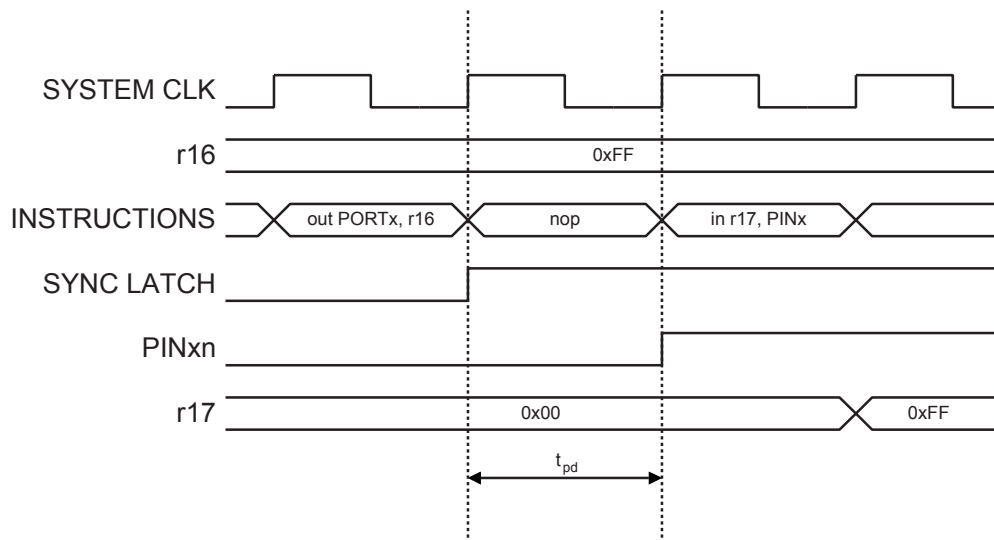 SYSTEM CLK
r16
0xFF
INSTRUCTIONS
out PORTx, r16
nop
in r17, PINx
SYNC LATCH
PINxn
r17
0x00
0xFF
tpd